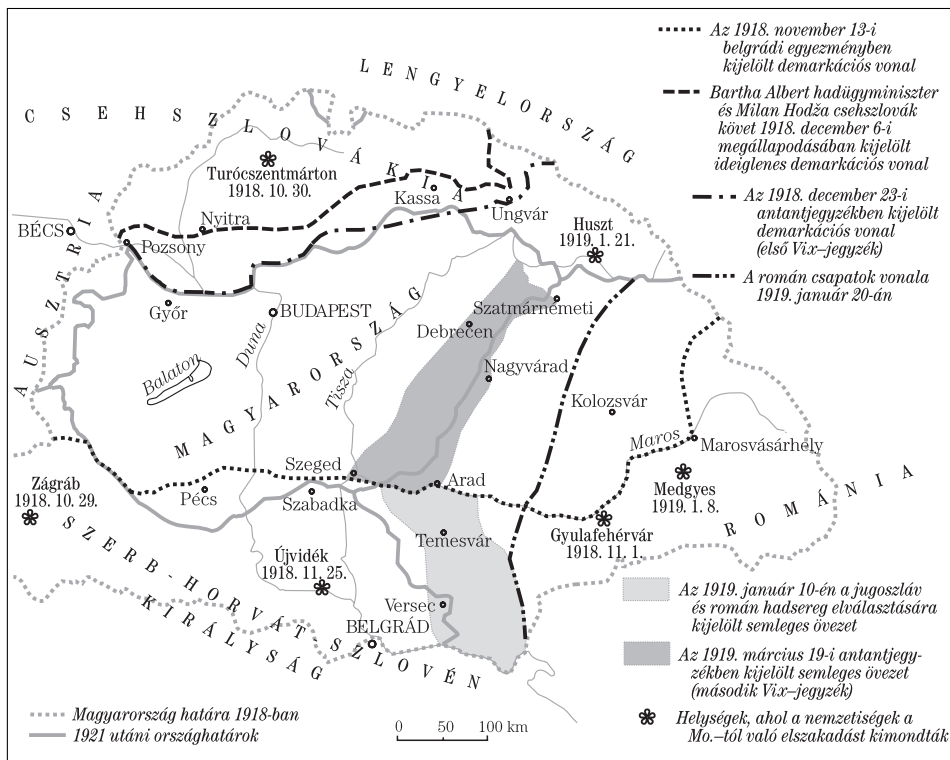 Az 1918. november 13-i
belgrádi egyezményben
kijelölt demarkációs vonal
Bartha Albert hadügyminiszter
és Milan Hodža csehszlovák
követ 1918. december 6-i
megállapodásában kijelölt
ideiglenes demarkációs vonal
Az 1918. december 23-i
antantjegyzékben kijelölt
demarkációs vonal
(első Vix–jegyzék)
A román csapatok vonala
1919. január 20-án
LENGYELORSZÁG
CSEHSZLOVÁKIA
Turócszentmárton
1918. 10. 30.
Kassa
Ungvár
AUSZTRIA
BÉCS
Nyitra
Pozsony
Huszt
1919. 1. 21.
Győr
BUDAPEST
Duna
Szatmárnémeti
Debrecen
Balaton
MAGYARORSZÁG
Tisza
Nagyvárad
Kolozsvár
Maros
Marosvásárhely
Szeged
Arad
Zágráb
1918. 10. 29.
Pécs
Szabadka
Medgyes
1919. 1. 8.
ROMÁNIA
Temesvár
Gyulafehérvár
1918. 11. 1.
Újvidék
1918. 11. 25.
SZERB-HORVÁT-SZLOVÉN
KIRÁLYSÁG
Versec
BELGRÁD
Az 1919. január 10-én a jugoszláv
és román hadsereg elválasztására
kijelölt semleges övezet
Az 1919. március 19-i antantjegy-
zékben kijelölt semleges övezet
(második Vix–jegyzék)
Helységek, ahol a nemzetiségek a
Mo.–tól való elszakadást kimondták
Magyarország határa 1918-ban
1921 utáni országhatárok
0 50 100 km